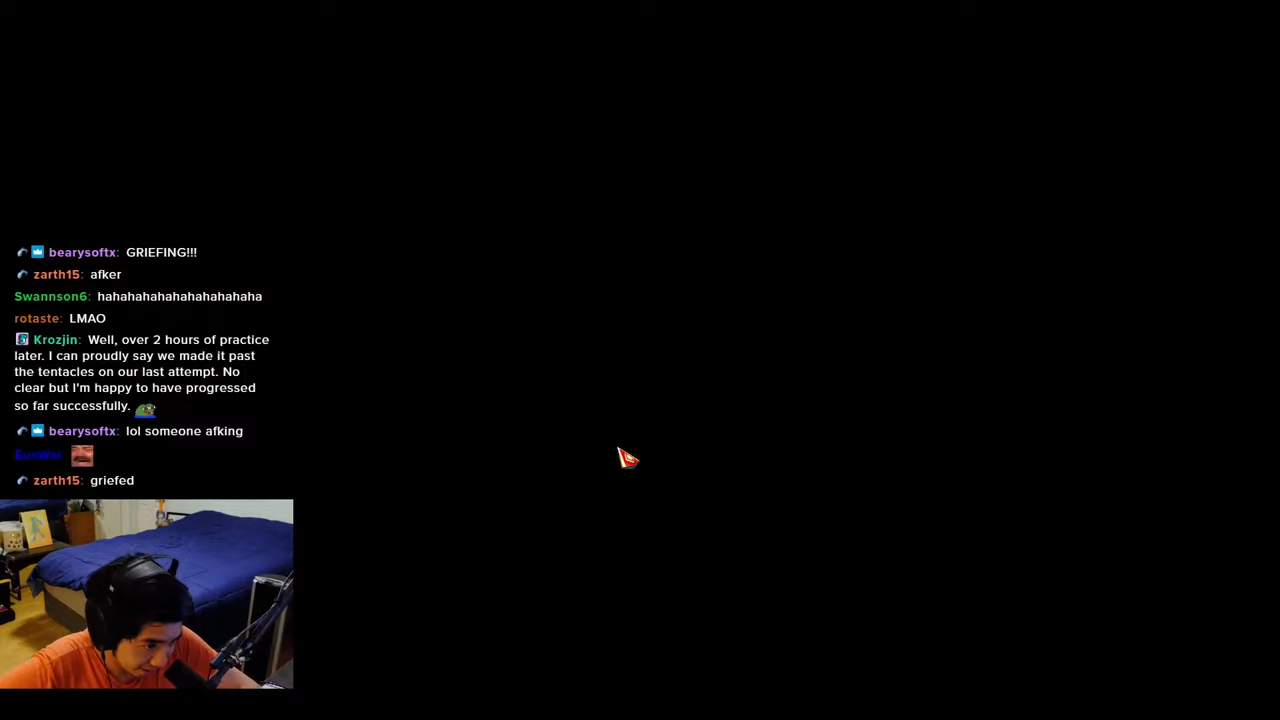 bearysoftx: GRIEFING!!!
zarth15: afker
Swannson6: hahahahahahahahahahaha
rotaste: LMAO
Krozjin: Well, over 2 hours of practice
later. I can proudly say we made it past
the tentacles on our last attempt. No
clear but I'm happy to have progressed
so far successfully.
bearysoftx: lol someone afking
zarth15: griefed